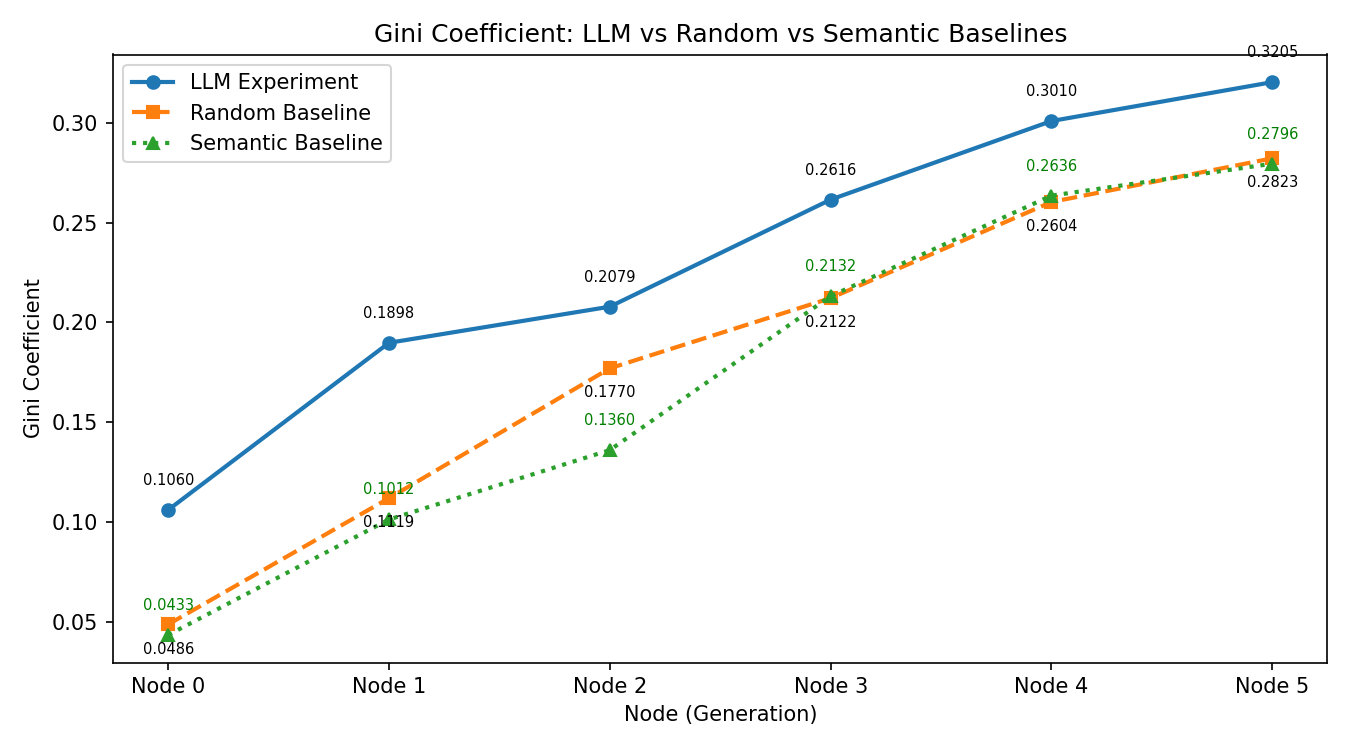 Gini Coefficient: LLM vs Random vs Semantic Baselines
LLM Experiment
Random Baseline
Semantic Baseline
Gini Coefficient
0.30
0.25
0.20
0.15
0.10
0.05
0.1060
0.1898
0.2079
0.2616
0.3010
0.3205
0.0433
0.1012
0.1360
0.2132
0.2636
0.2796
0.0486
0.1119
0.1770
0.2122
0.2604
0.2823
Node 0
Node 1
Node 2
Node 3
Node 4
Node 5
Node (Generation)